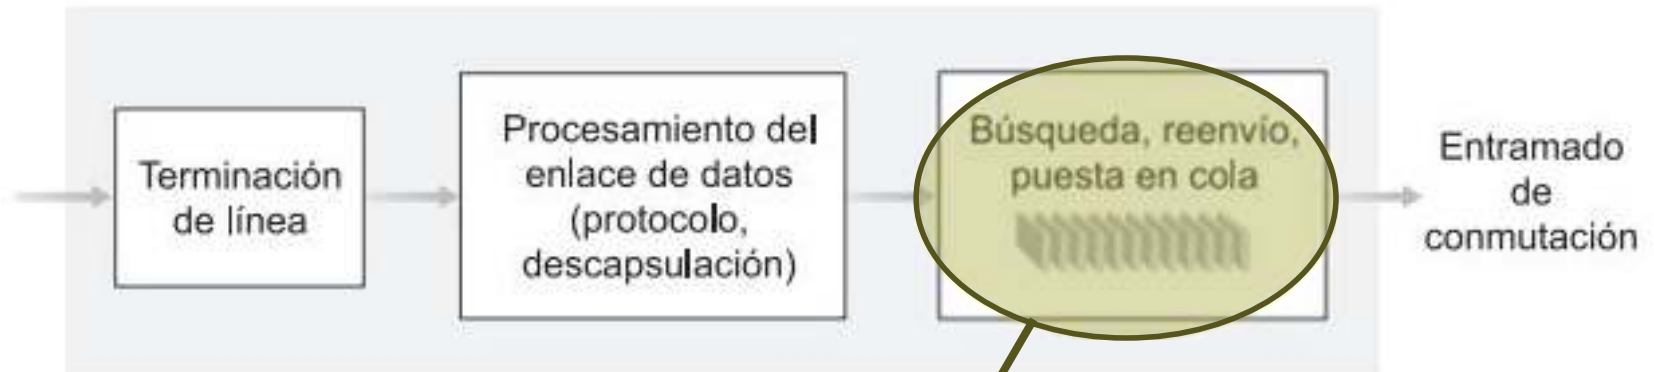 Terminación
de línea
Procesamiento del
enlace de datos
(protocolo,
descapsulación)
Búsqueda, reenvío,
puesta en cola
Entramado
de
conmutación